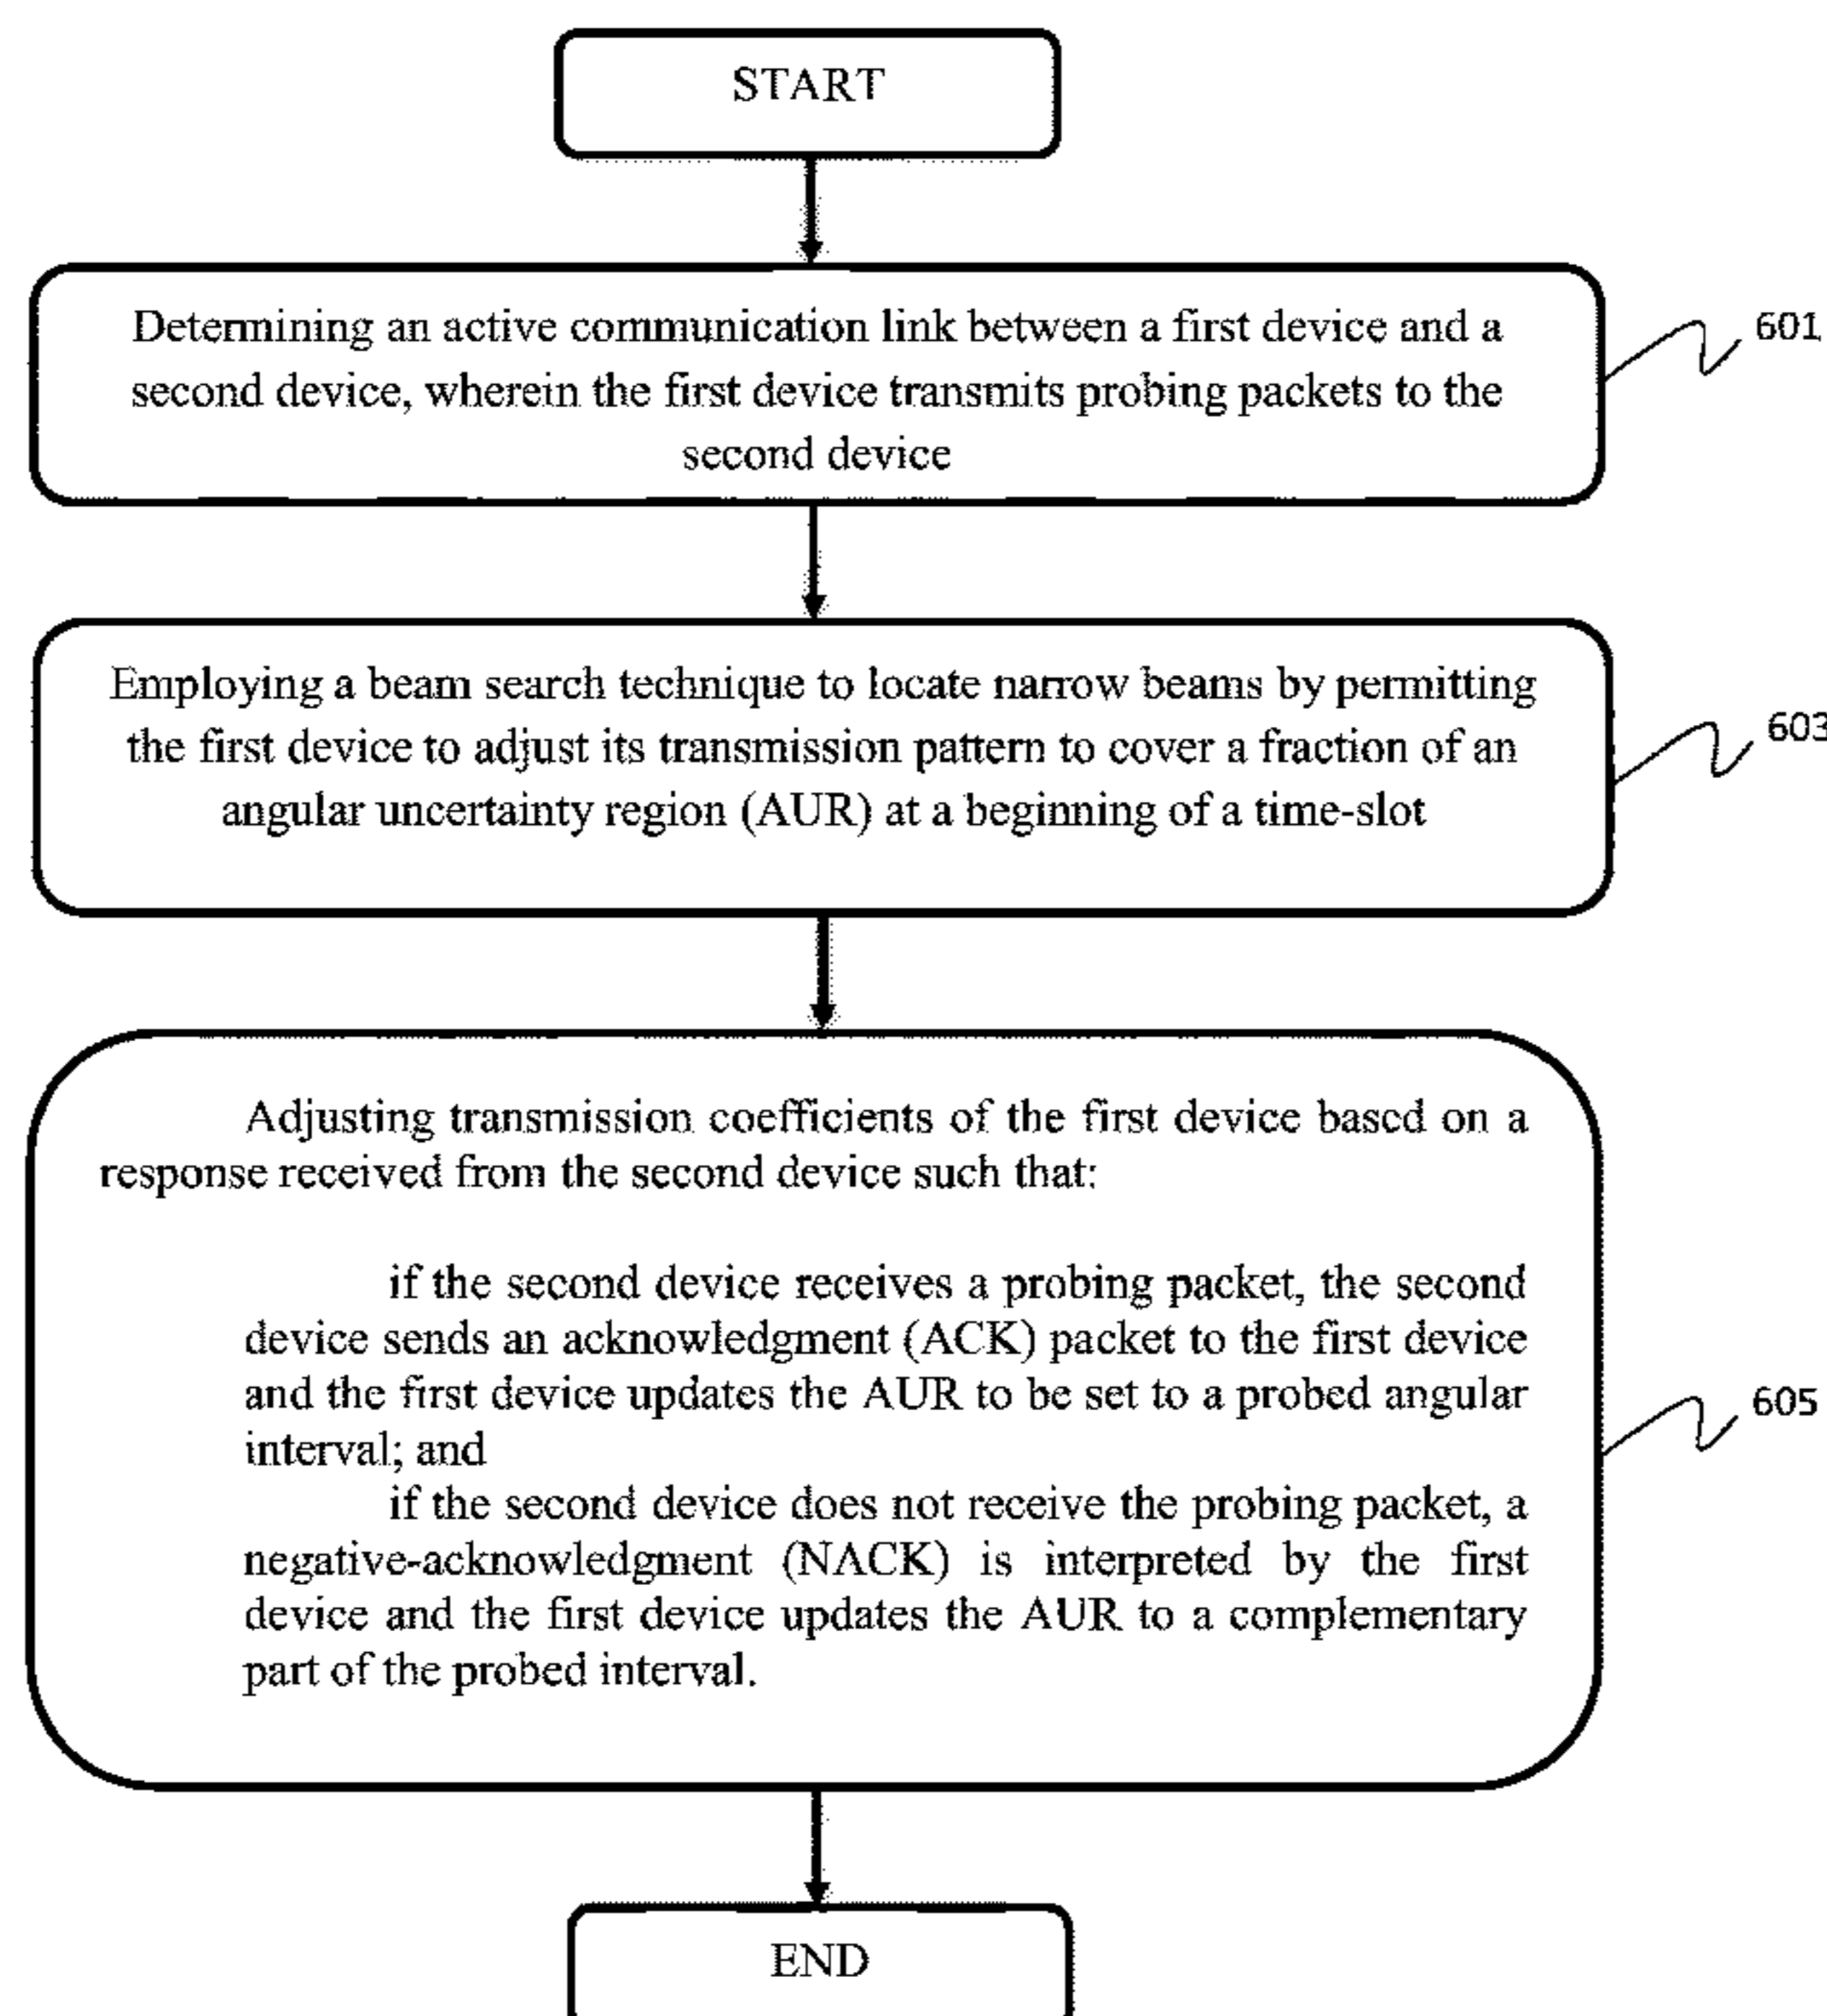 START
Determining an active communication link between a first device and a
second device, wherein the first device transmits probing packets to the
second device
601
Employing a beam search technique to locate narrow beams by permitting
the first device to adjust its transmission pattern to cover a fraction of an
angular uncertainty region (AUR) at a beginning of a time-slot
603
Adjusting transmission coefficients of the first device based on a
response received from the second device such that:
if the second device receives a probing packet, the second
device sends an acknowledgment (ACK) packet to the first device
and the first device updates the AUR to be set to a probed angular
interval; and
if the second device does not receive the probing packet, a
negative-acknowledgment (NACK) is interpreted by the first
device and the first device updates the AUR to a complementary
part of the probed interval.
605
END